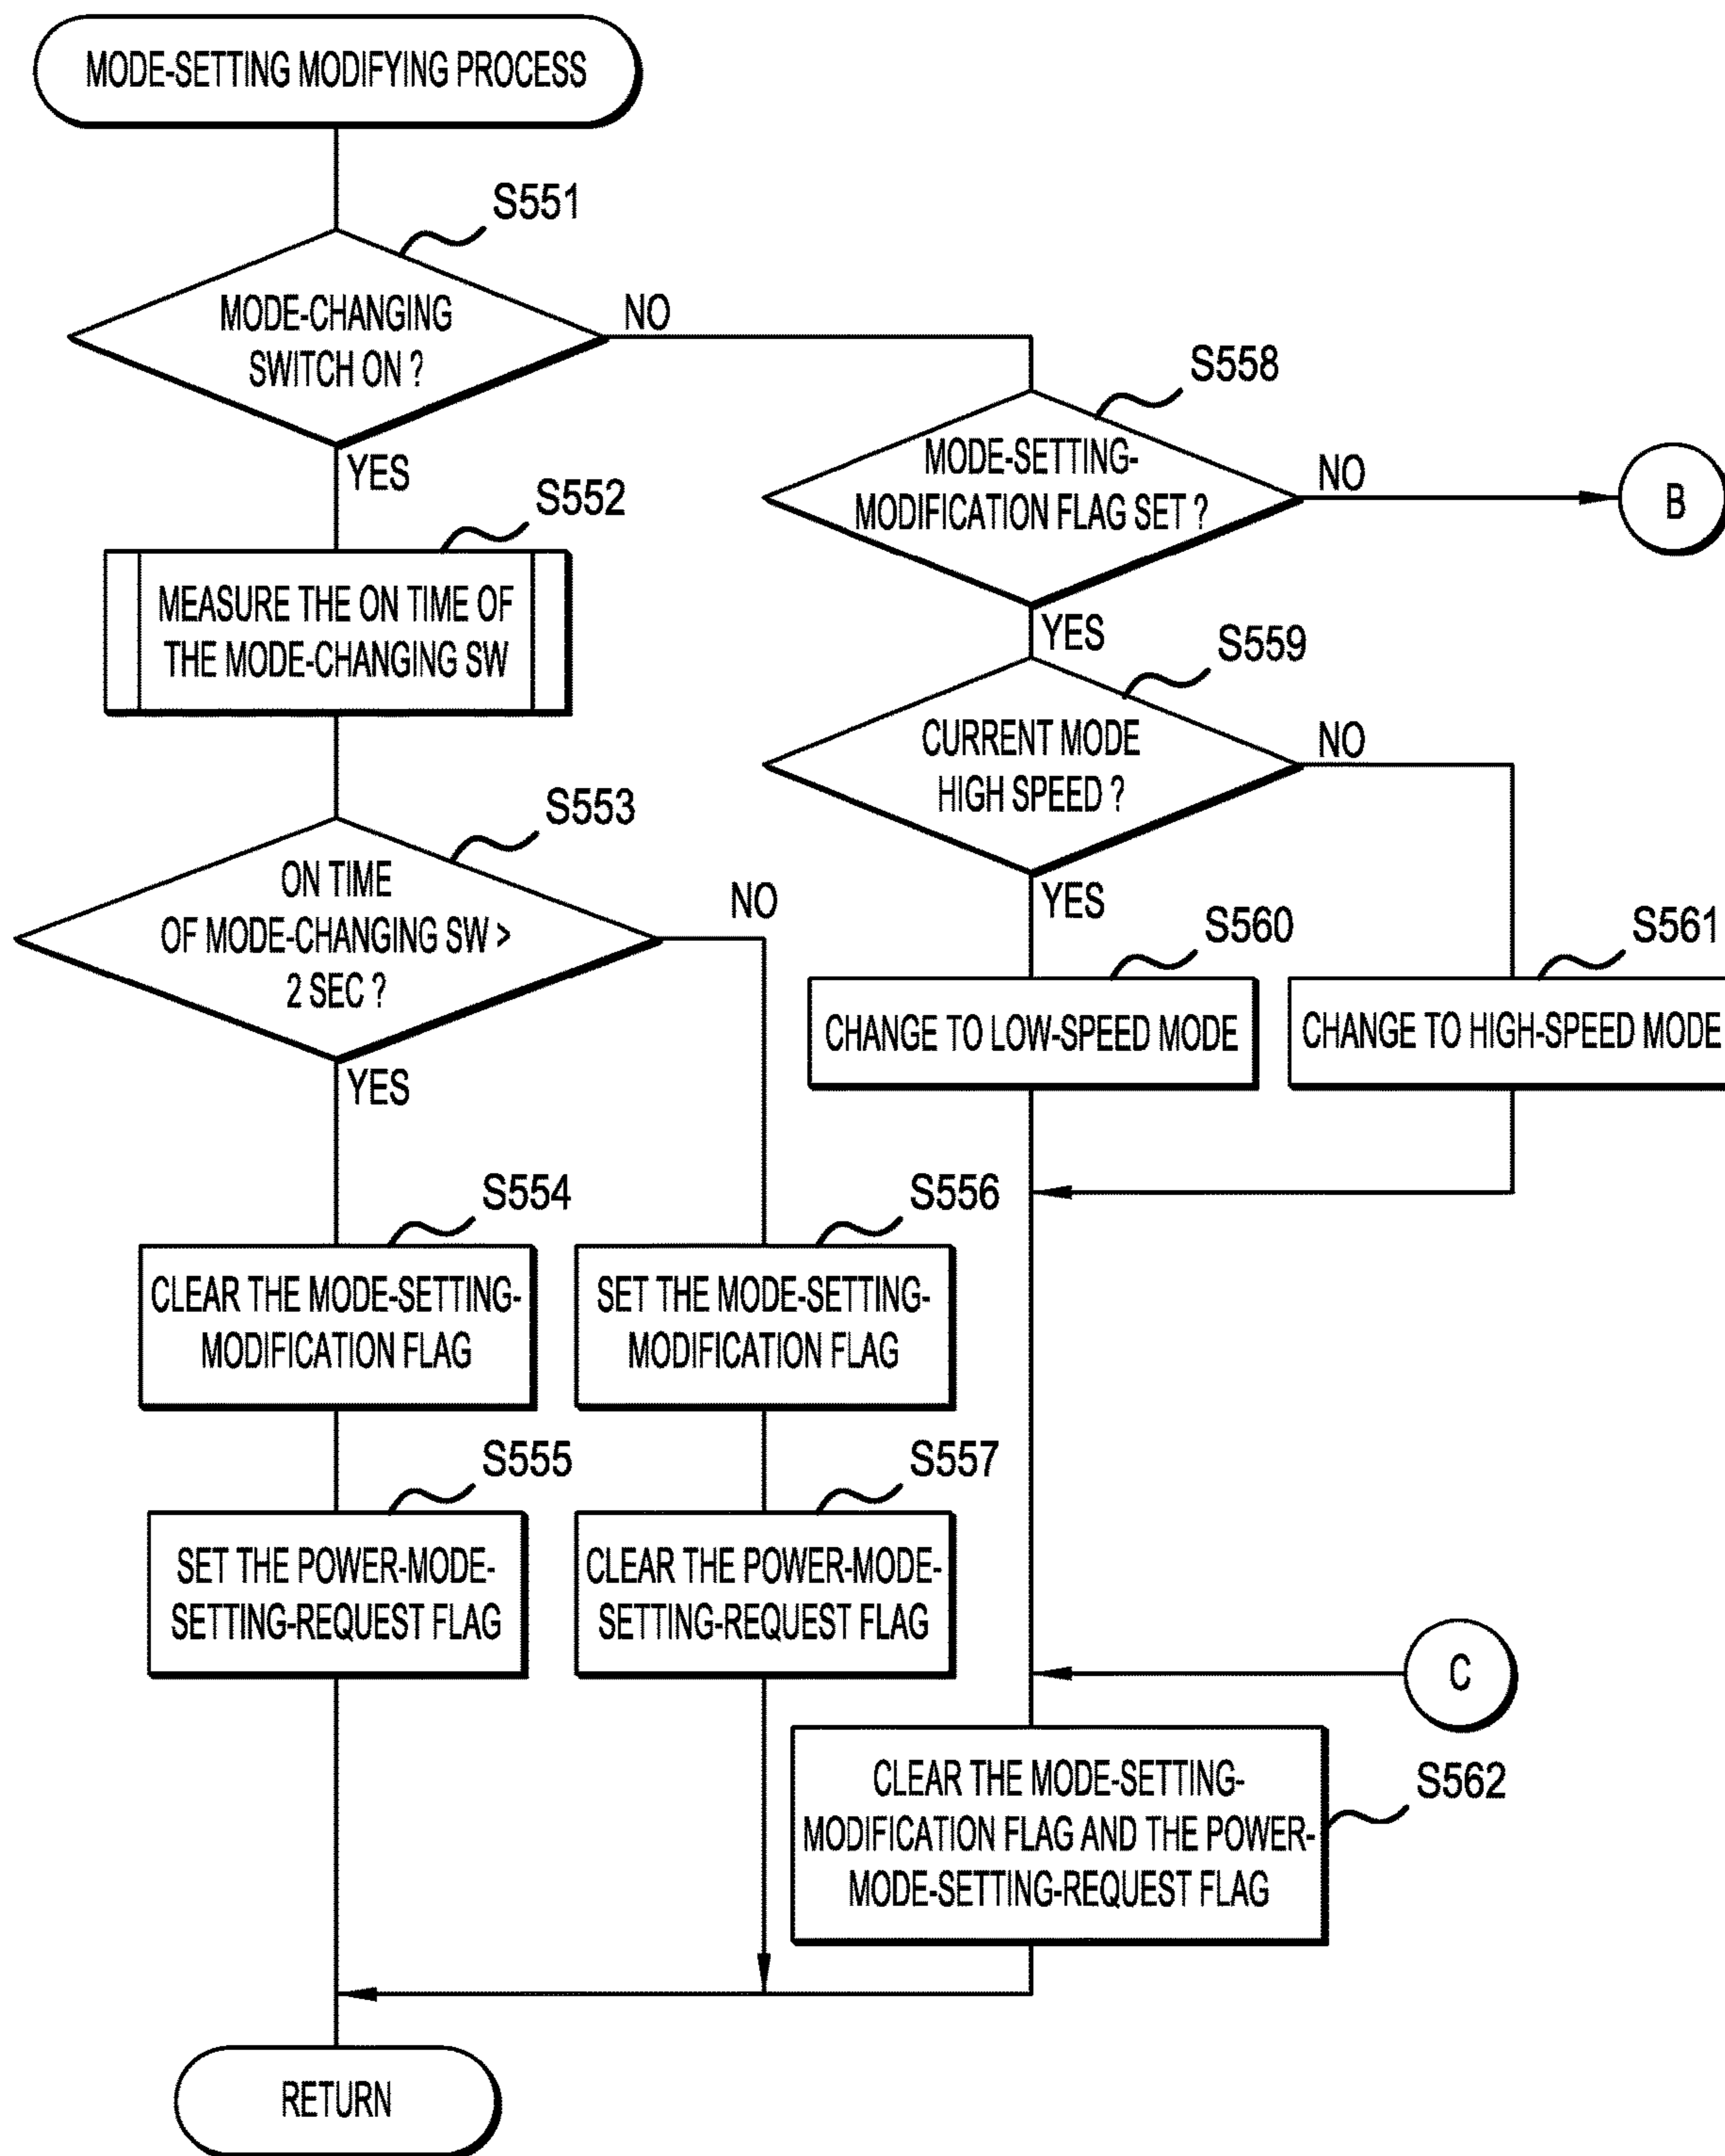 MODE-SETTING MODIFYING PROCESS
S551
MODE-CHANGING
SWITCH ON ?
NO
YES
S552
MEASURE THE ON TIME OF
THE MODE-CHANGING SW
S553
ON TIME
OF MODE-CHANGING SW >
2 SEC ?
NO
YES
S554
CLEAR THE MODE-SETTING-
MODIFICATION FLAG
S555
SET THE POWER-MODE-
SETTING-REQUEST FLAG
S556
SET THE MODE-SETTING-
MODIFICATION FLAG
S557
CLEAR THE POWER-MODE-
SETTING-REQUEST FLAG
S558
MODE-SETTING-
MODIFICATION FLAG SET ?
NO
B
YES
S559
CURRENT MODE
HIGH SPEED ?
NO
YES
S560
CHANGE TO LOW-SPEED MODE
S561
CHANGE TO HIGH-SPEED MODE
C
S562
CLEAR THE MODE-SETTING-
MODIFICATION FLAG AND THE POWER-
MODE-SETTING-REQUEST FLAG
RETURN